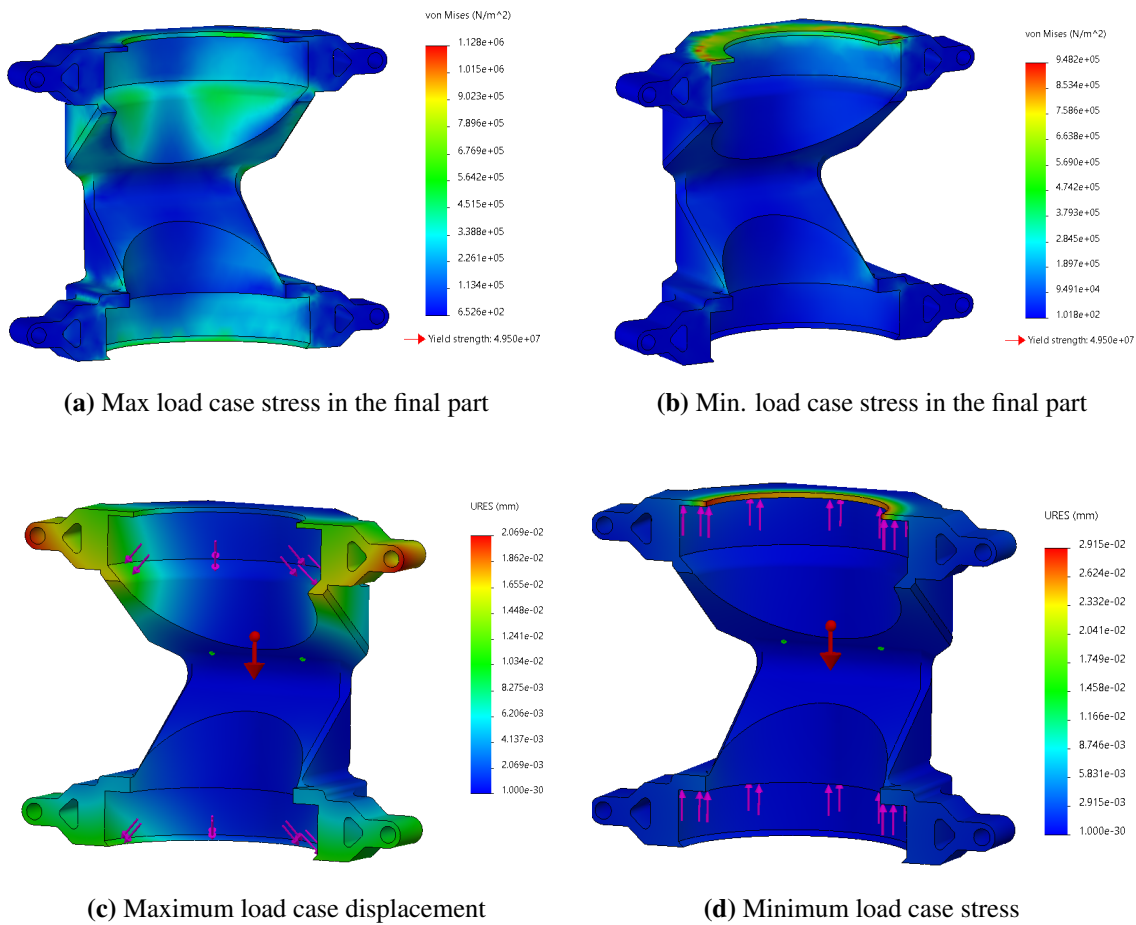 von Mises (N/m^2)
1.128e+06
1.015e+06
9.023e+05
7.896e+05
6.769e+05
5.642e+05
4.515e+05
3.388e+05
2.261e+05
1.134e+05
6.526e+02
Yield strength: 4.950e+07
(a) Max load case stress in the final part
von Mises (N/m^2)
9.482e+05
8.534e+05
7.586e+05
6.638e+05
5.690e+05
4.742e+05
3.793e+05
2.845e+05
1.897e+05
9.491e+04
1.018e+02
Yield strength: 4.950e+07
(b) Min. load case stress in the final part
URES (mm)
2.069e-02
1.862e-02
1.655e-02
1.448e-02
1.241e-02
1.034e-02
8.275e-03
6.206e-03
4.137e-03
2.069e-03
1.000e-30
(c) Maximum load case displacement
URES (mm)
2.915e-02
2.624e-02
2.332e-02
2.041e-02
1.749e-02
1.458e-02
1.166e-02
8.746e-03
5.831e-03
2.915e-03
1.000e-30
(d) Minimum load case stress